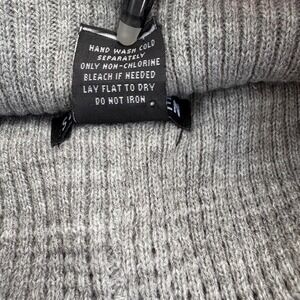 HAND WASH COLD
SEPARATELY
ONLY NON-CHLORINE
BLEACH IF NEEDED
LAY FLAT TO DRY
DO NOT IRON